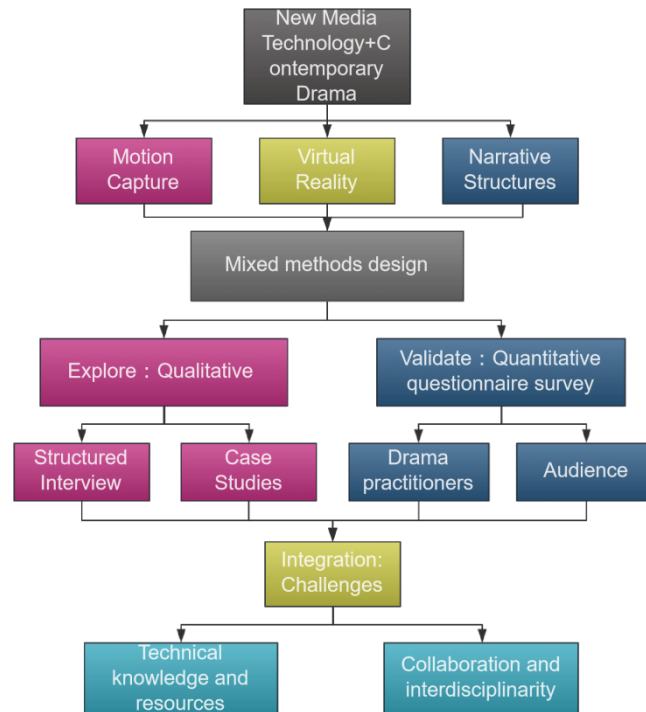 New Media
Technology+C
ontemporary
Drama
Motion
Capture
Virtual
Reality
Narrative
Structures
Mixed methods design
Explore：Qualitative
Validate：Quantitative
questionnaire survey
Structured
Interview
Case
Studies
Drama
practitioners
Audience
Integration:
Challenges
Technical
knowledge and
resources
Collaboration and
interdisciplinarity